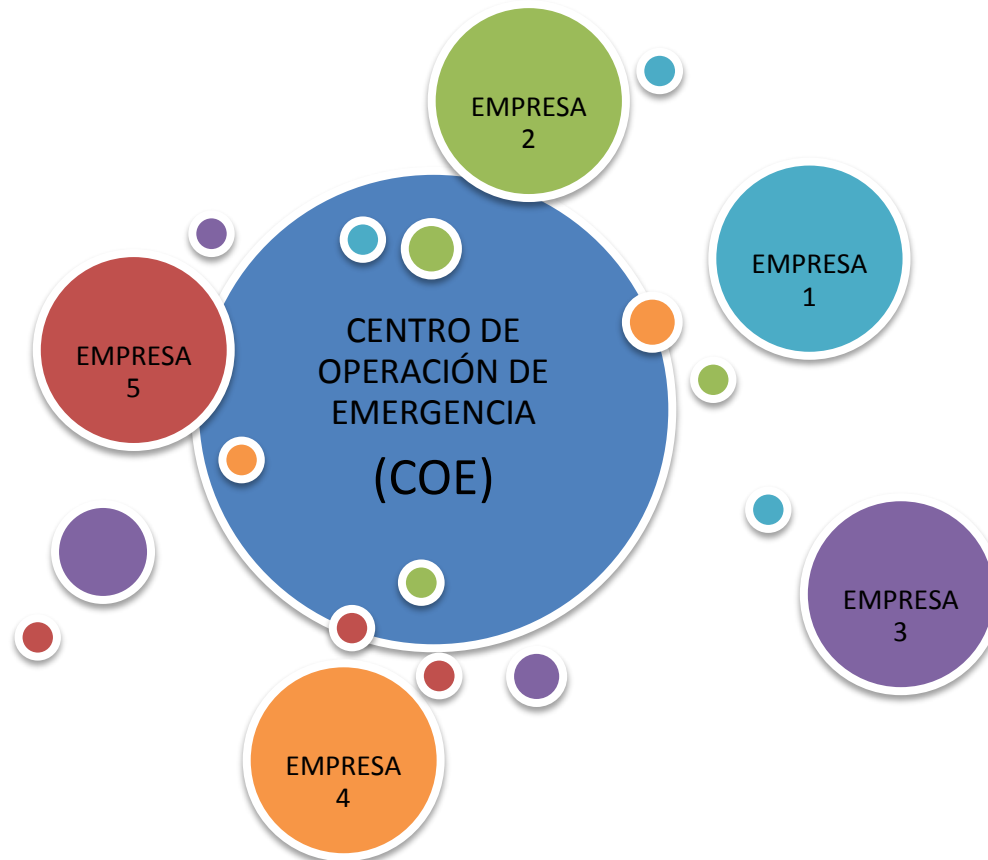 EMPRESA
2
EMPRESA
1
CENTRO DE
OPERACIÓN DE
EMERGENCIA
(COE)
EMPRESA
5
EMPRESA
3
EMPRESA
4